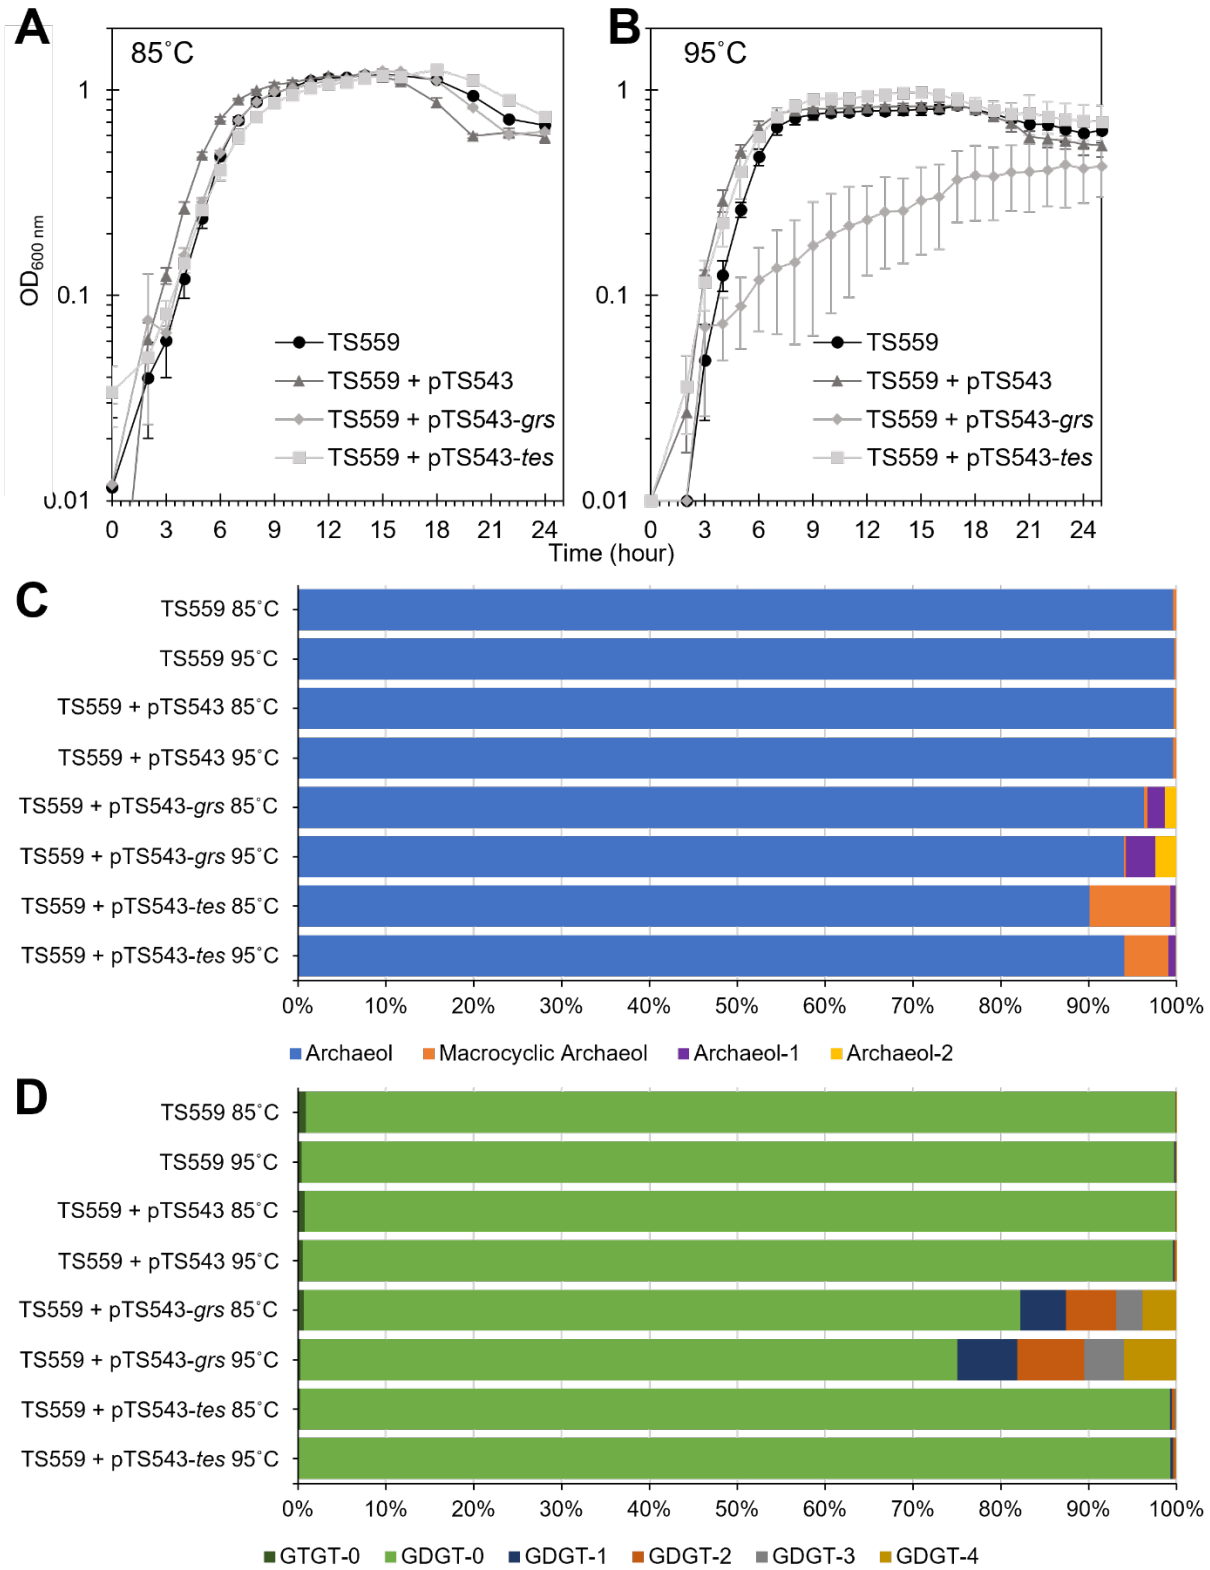 A
B
85˚C
95˚C
1
1
0.1
0.1
OD600 nm
TS559
TS559
TS559 + pTS543
TS559 + pTS543
TS559 + pTS543-grs
TS559 + pTS543-grs
TS559 + pTS543-tes
TS559 + pTS543-tes
0.01
0.01
0 3 6 9 12 15 18 21 24
0 3 6 9 12 15 18 21 24
Time (hour)
C
TS559 85˚C
TS559 95˚C
TS559 + pTS543 85˚C
TS559 + pTS543 95˚C
TS559 + pTS543-grs 85˚C
TS559 + pTS543-grs 95˚C
TS559 + pTS543-tes 85˚C
TS559 + pTS543-tes 95˚C
0% 10% 20% 30% 40% 50% 60% 70% 80% 90% 100%
Archaeol Macrocyclic Archaeol Archaeol-1 Archaeol-2
D
TS559 85˚C
TS559 95˚C
TS559 + pTS543 85˚C
TS559 + pTS543 95˚C
TS559 + pTS543-grs 85˚C
TS559 + pTS543-grs 95˚C
TS559 + pTS543-tes 85˚C
TS559 + pTS543-tes 95˚C
0% 10% 20% 30% 40% 50% 60% 70% 80% 90% 100%
GTGT-0 GDGT-0 GDGT-1 GDGT-2 GDGT-3 GDGT-4